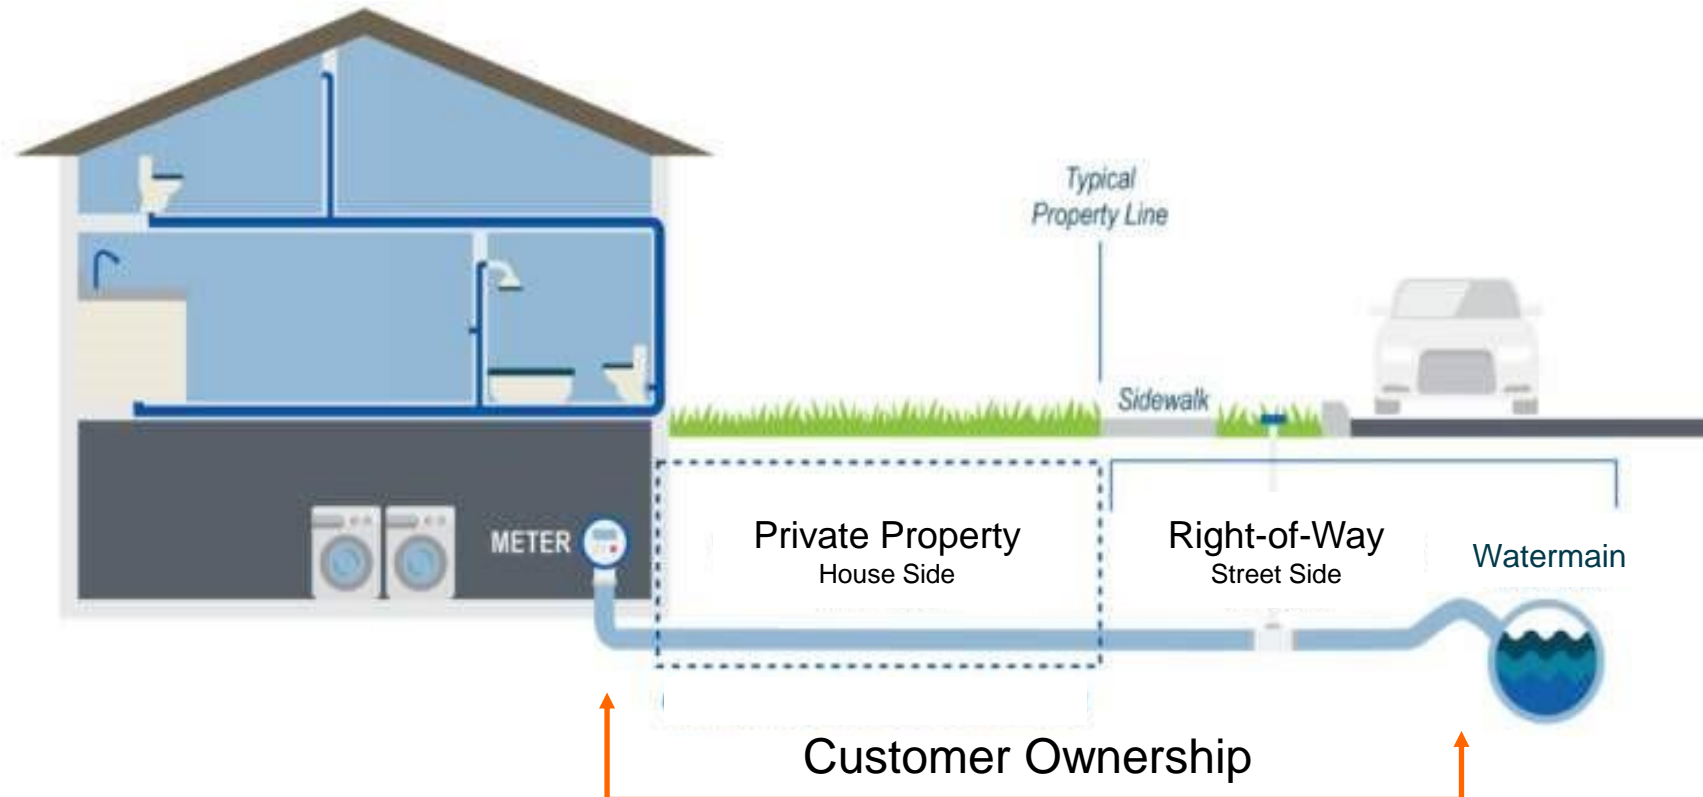 Typical
Property Line
Sidewalk
METER
Private Property
House Side
Right-of-Way
Street Side
Watermain
Customer Ownership